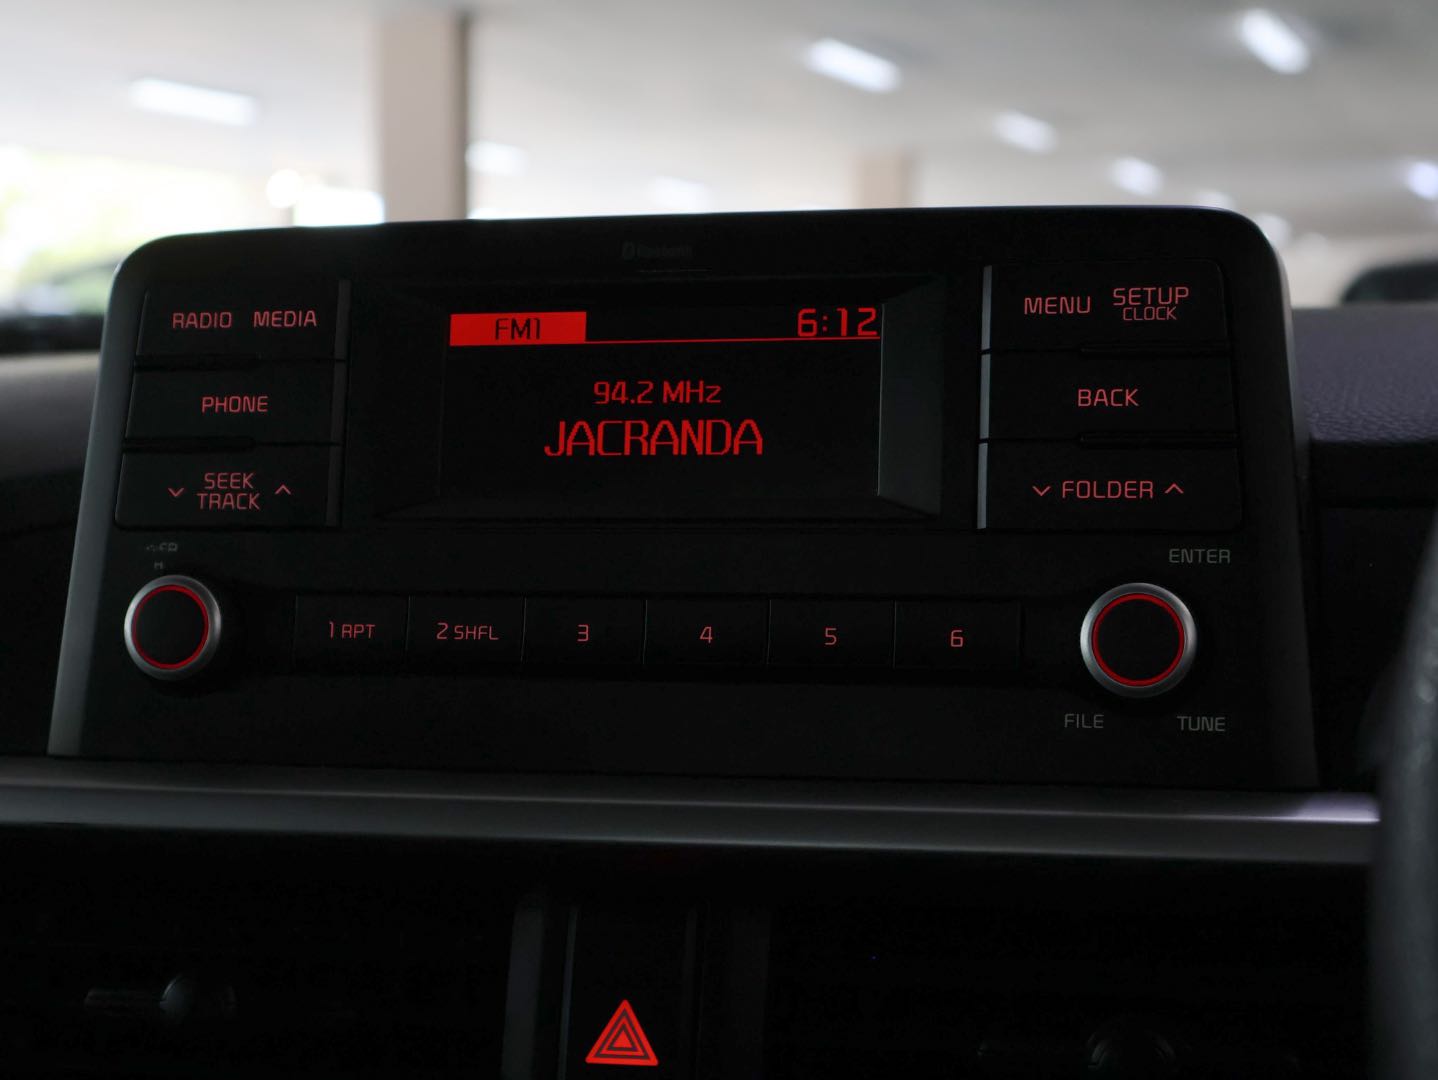 Bluetooth
RADIO MEDIA
FM1 6:12
MENU SETUP
CLOCK
94.2 MHz
JACRANDA
PHONE
BACK
SEEK
TRACK
FOLDER
ENTER
1 RPT 2 SHFL 3 4 5 6
FILE TUNE